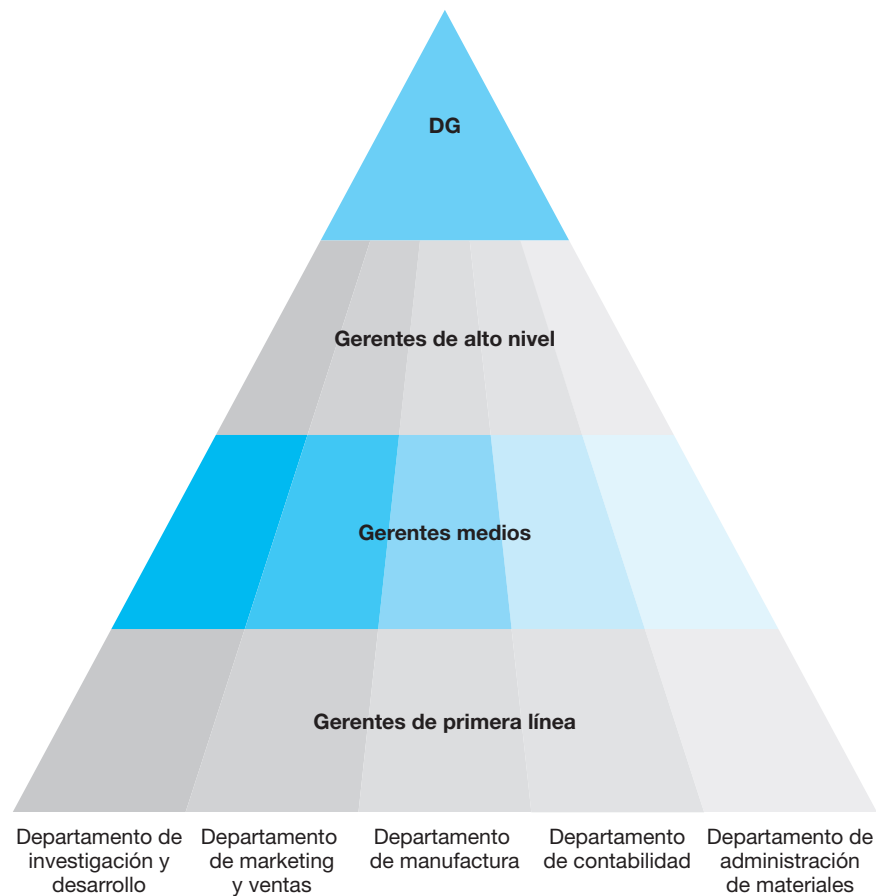 DG
Gerentes de alto nivel
Gerentes medios
Gerentes de primera línea
Departamento de
investigación y
desarrollo
Departamento
de marketing
y ventas
Departamento
de manufactura
Departamento
de contabilidad
Departamento de
administración
de materiales